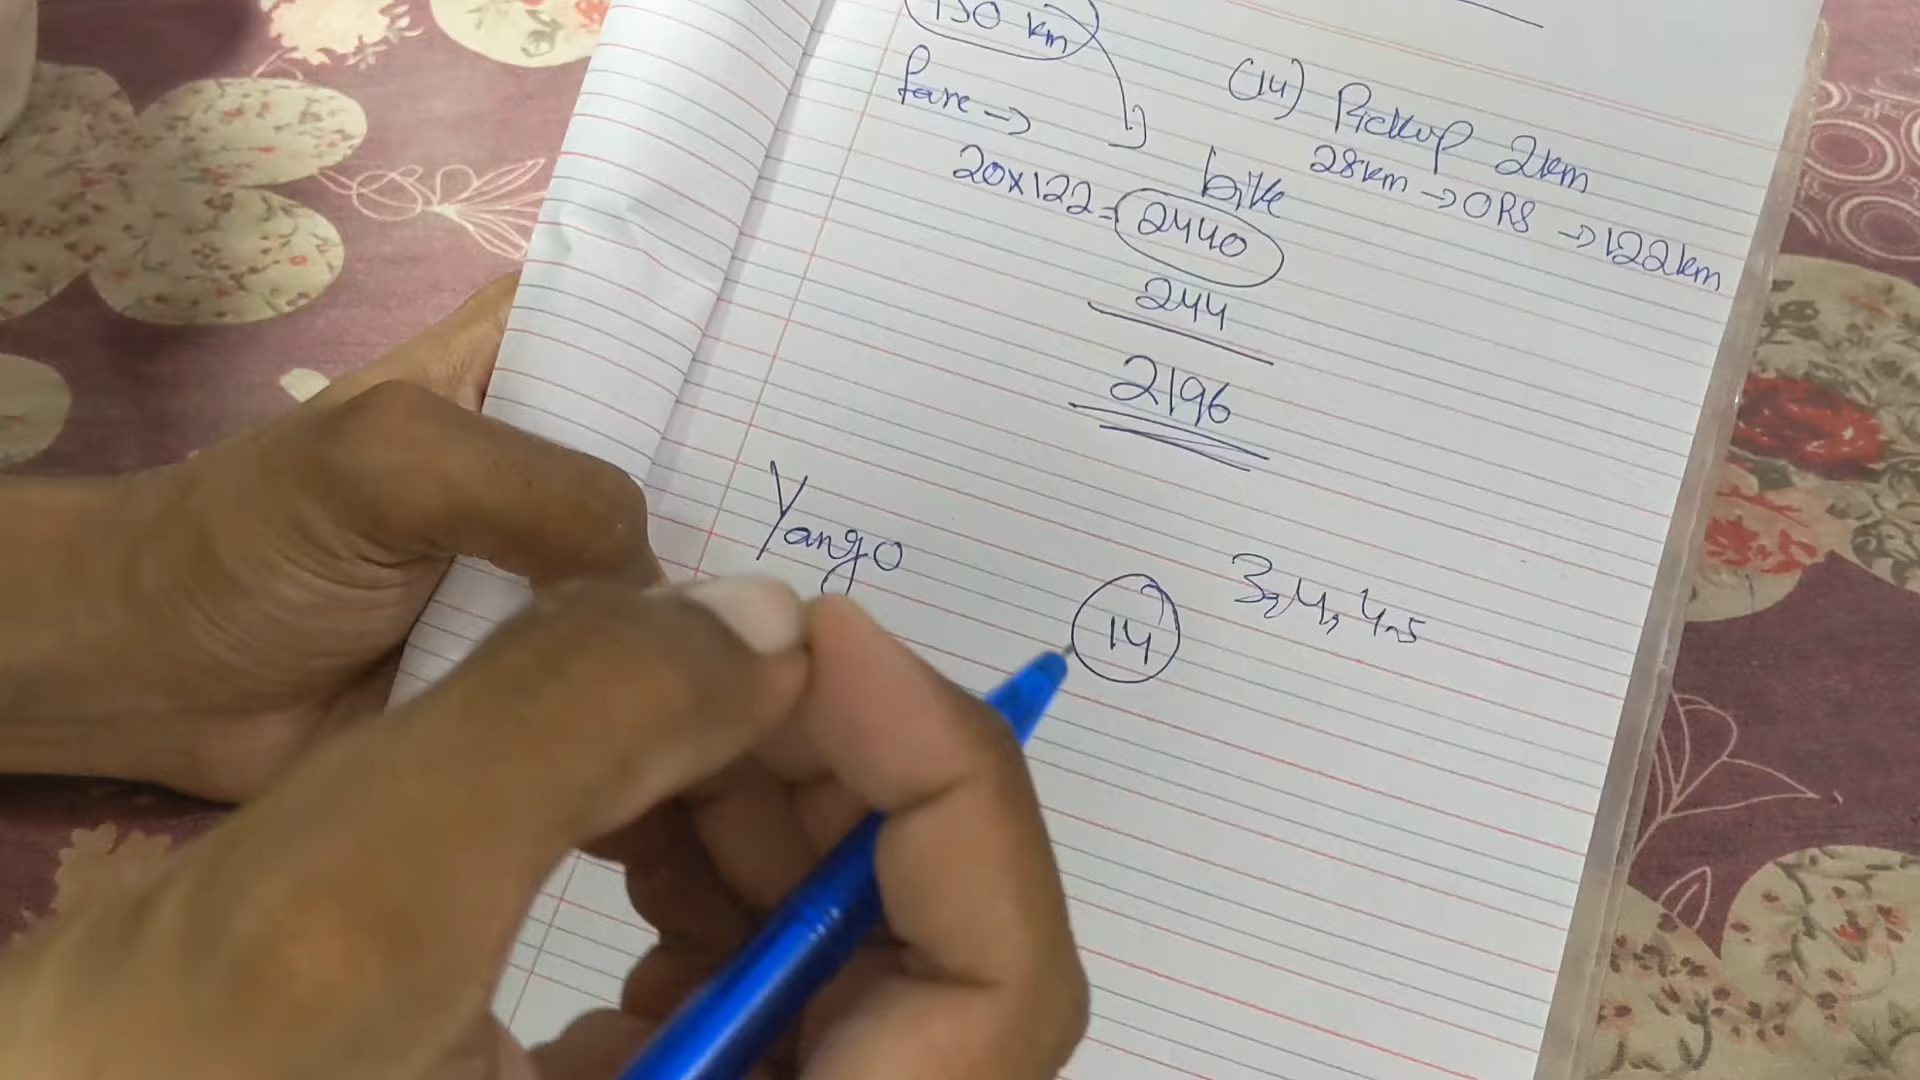 150 km
(14) Pickup 2km
fare →
bike
28km → ORS → 122km
20x122 = 2440
244
2196
Yango
14
3, 4, 4.5